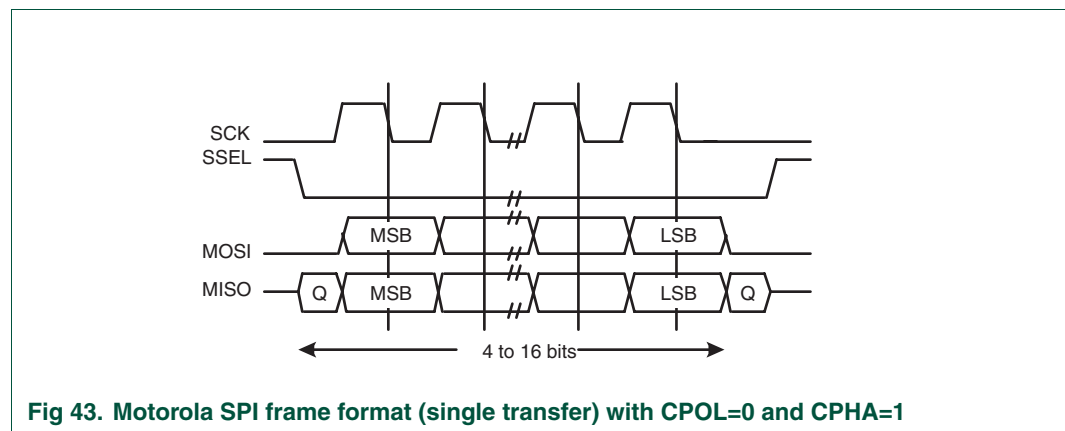 SCK
SSEL
MOSI MSB LSB
MISO Q MSB LSB Q
4 to 16 bits
Fig 43. Motorola SPI frame format (single transfer) with CPOL=0 and CPHA=1